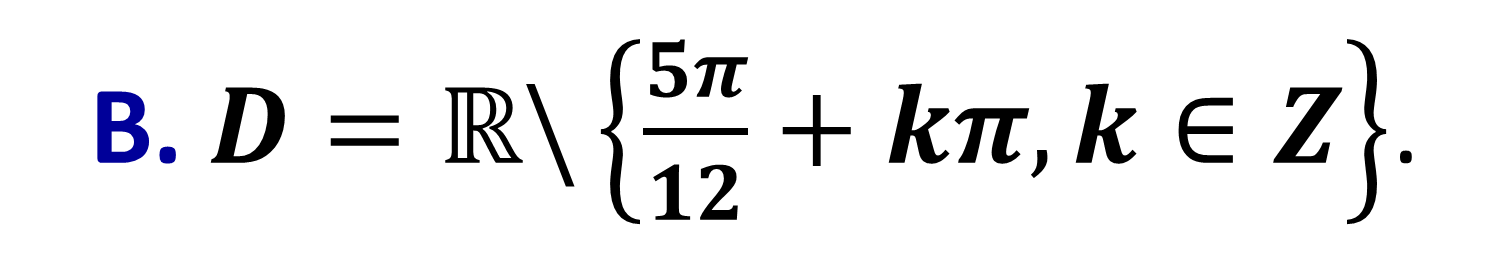 B. D = ℝ\{5π/12 + kπ, k ∈ Z}.